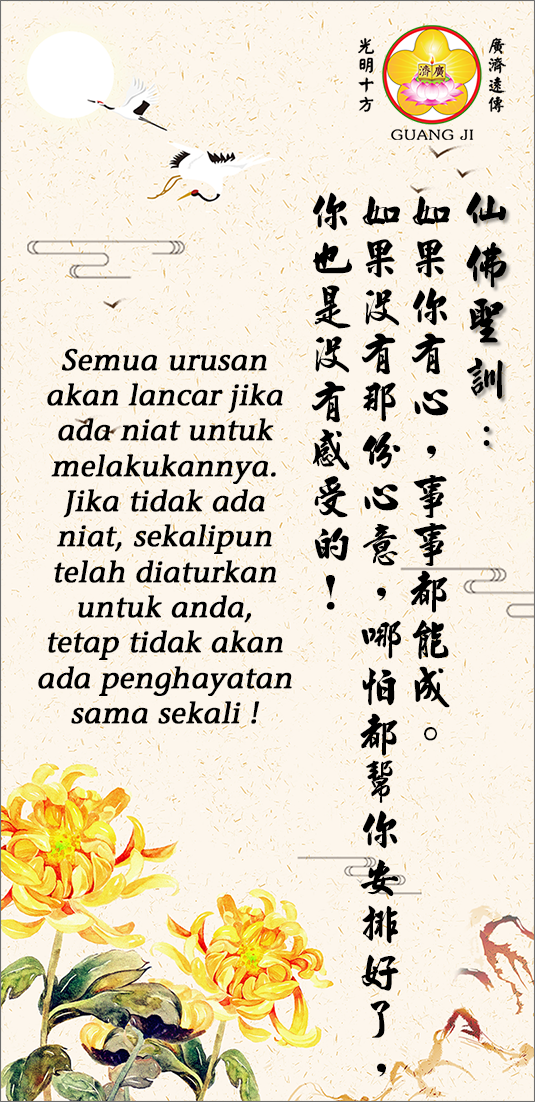 光明十方
廣濟
廣濟遠傳
GUANG JI
仙佛聖訓：
如果你有心，事事都能成。
如果没有那份心意，哪怕都幫你安排好了，
你也是没有感受的！
Semua urusan
akan lancar jika
ada niat untuk
melakukannya.
Jika tidak ada
niat, sekalipun
telah diaturkan
untuk anda,
tetap tidak akan
ada penghayatan
sama sekali !